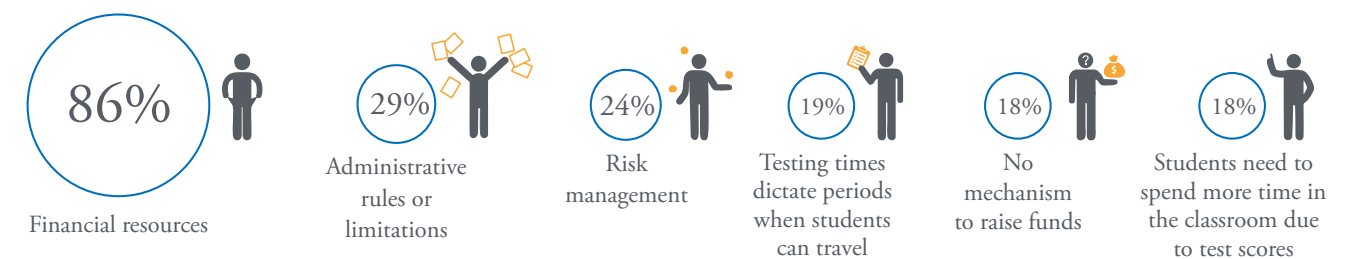 86%
Financial resources
29%
Administrative
rules or
limitations
24%
Risk
management
19%
Testing times
dictate periods
when students
can travel
?
$
18%
No
mechanism
to raise funds
18%
Students need to
spend more time in
the classroom due
to test scores